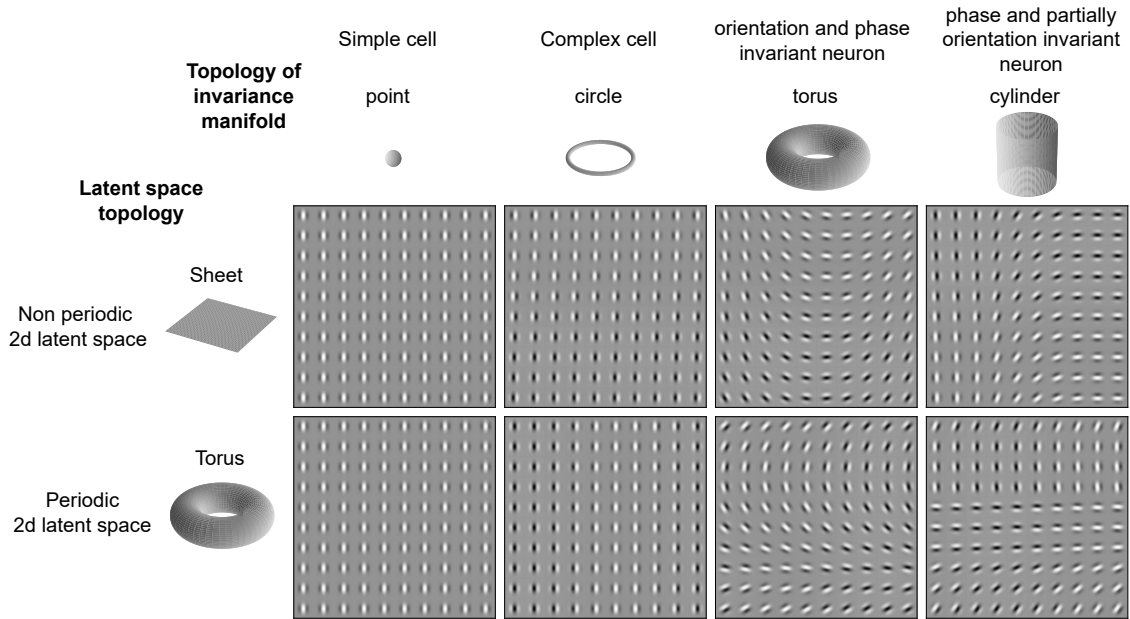 Simple cell
Complex cell
orientation and phase
invariant neuron
phase and partially
orientation invariant
neuron
Topology of
invariance
manifold
point
circle
torus
cylinder
Latent space
topology
Sheet
Non periodic
2d latent space
Torus
Periodic
2d latent space